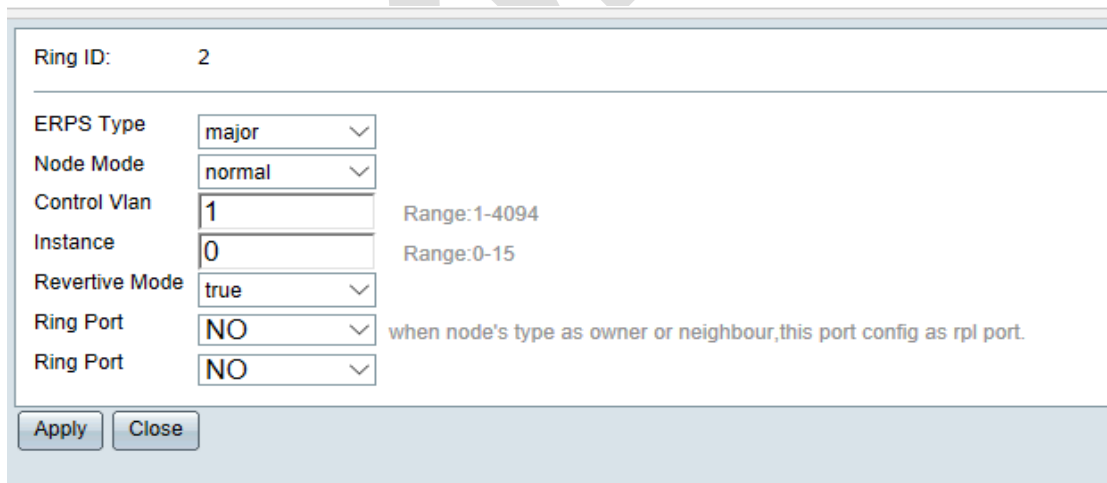 Ring ID: 2
ERPS Type major
Node Mode normal
Control Vlan 1 Range:1-4094
Instance 0 Range:0-15
Revertive Mode true
Ring Port NO when node's type as owner or neighbour,this port config as rpl port.
Ring Port NO
Apply Close